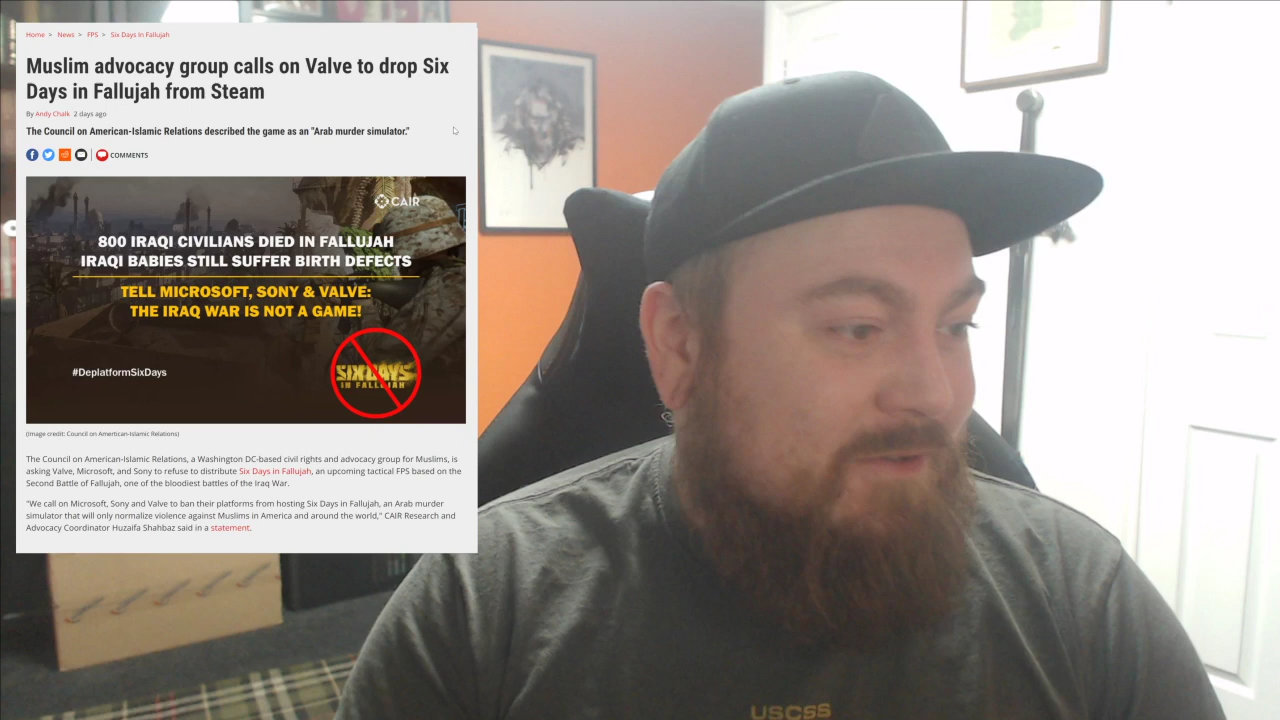 Home > News > FPS > Six Days In Fallujah
Muslim advocacy group calls on Valve to drop Six
Days in Fallujah from Steam
By Andy Chalk 2 days ago
The Council on American-Islamic Relations described the game as an "Arab murder simulator."
COMMENTS
CAIR
800 IRAQI CIVILIANS DIED IN FALLUJAH
IRAQI BABIES STILL SUFFER BIRTH DEFECTS
TELL MICROSOFT, SONY & VALVE:
THE IRAQ WAR IS NOT A GAME!
#DeplatformSixDays
SIX DAYS
IN FALLUJAH
(Image credit: Council on Amertican-Islamic Relations)
The Council on American-Islamic Relations, a Washington DC-based civil rights and advocacy group for Muslims, is
asking Valve, Microsoft, and Sony to refuse to distribute Six Days in Fallujah, an upcoming tactical FPS based on the
Second Battle of Fallujah, one of the bloodiest battles of the Iraq War.
"We call on Microsoft, Sony and Valve to ban their platforms from hosting Six Days in Fallujah, an Arab murder
simulator that will only normalize violence against Muslims in America and around the world," CAIR Research and
Advocacy Coordinator Huzaifa Shahbaz said in a statement.
USCSS